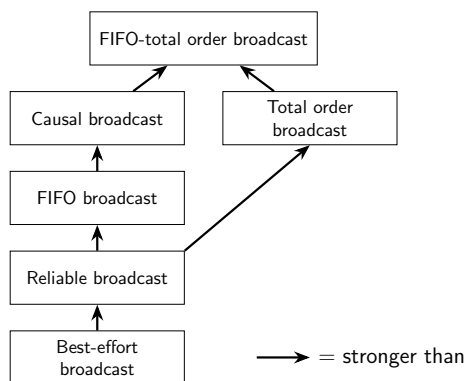 FIFO-total order broadcast
Causal broadcast
Total order
broadcast
FIFO broadcast
Reliable broadcast
Best-effort
broadcast
= stronger than